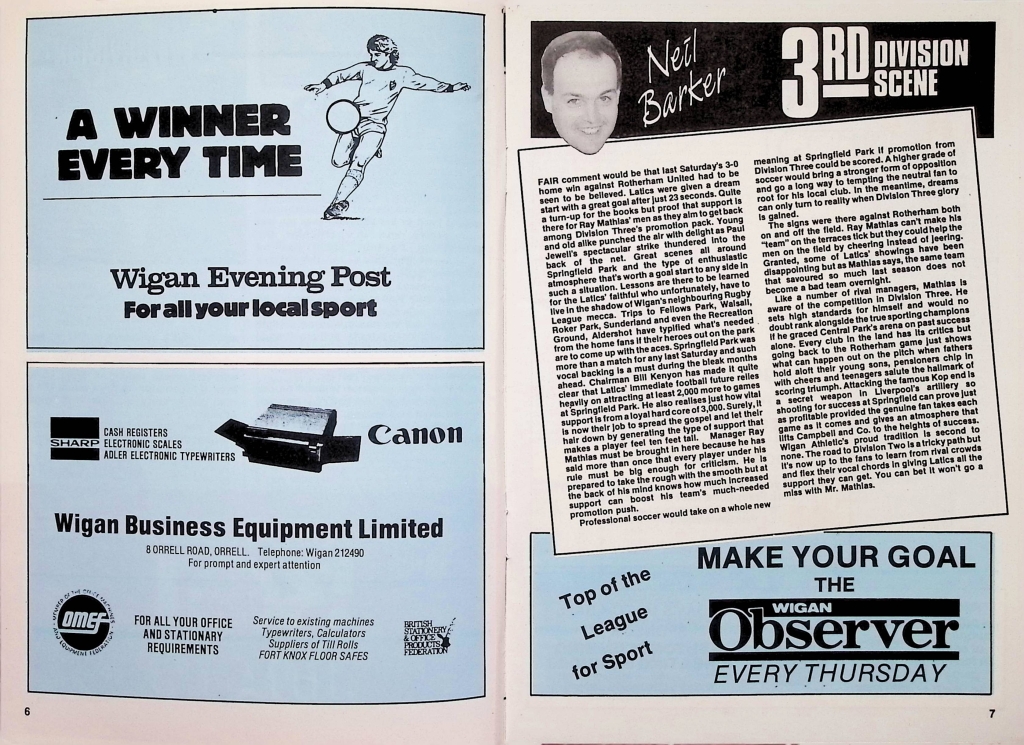 A WINNER
EVERY TIME
Wigan Evening Post
For all your local sport
SHARP
CASH REGISTERS
ELECTRONIC SCALES
ADLER ELECTRONIC TYPEWRITERS
Canon
Wigan Business Equipment Limited
8 ORRELL ROAD, ORRELL. Telephone: Wigan 212490
For prompt and expert attention
OMEF
FOR ALL YOUR OFFICE
AND STATIONARY
REQUIREMENTS
Service to existing machines
Typewriters, Calculators
Suppliers of Till Rolls
FORT KNOX FLOOR SAFES
BRITISH
STATIONERY
& OFFICE
PRODUCTS
FEDERATION
6
Neil
Barker
3RD DIVISION
SCENE
FAIR comment would be that last Saturday's 3-0
home win against Rotherham United had to be
seen to be believed. Latics were given a dream
start with a great goal after just 23 seconds. Quite
a turn-up for the books but proof that support is
there for Ray Mathias' men as they aim to get back
among Division Three's promotion pack. Young
and old alike punched the air with delight as Paul
Jewell's spectacular strike thundered into the
back of the net. Great scenes all around
Springfield Park and the type of enthusiastic
atmosphere that's worth a goal start to any side in
such a situation. Lessons are there to be learned
for the Latics' faithful who unfortunately, have to
live in the shadow of Wigan's neighbouring Rugby
League mecca. Trips to Fellows Park, Walsall,
Roker Park, Sunderland and even the Recreation
Ground, Aldershot have typified what's needed
from the home fans if their heroes out on the park
are to come up with the aces. Springfield Park was
more than a match for any last Saturday and such
vocal backing is a must during the bleak months
ahead. Chairman Bill Kenyon has made it quite
clear that Latics' immediate football future relies
heavily on attracting at least 2,000 more to games
at Springfield Park. He also realises just how vital
support is from a loyal hard core of 3,000. Surely, it
is now their job to spread the gospel and let their
hair down by generating the type of support that
makes a player feel ten feet tall. Manager Ray
Mathias must be brought in here because he has
said more than once that every player under his
rule must be big enough for criticism. He is
prepared to take the rough with the smooth but at
the back of his mind knows how much increased
support can boost his team's much-needed
promotion push.
Professional soccer would take on a whole new
meaning at Springfield Park if promotion from
Division Three could be scored. A higher grade of
soccer would bring a stronger form of opposition
and go a long way to tempting the neutral fan to
root for his local club. In the meantime, dreams
can only turn to reality when Division Three glory
is gained.
The signs were there against Rotherham both
on and off the field. Ray Mathias can't make his
"team" on the terraces tick but they could help the
men on the field by cheering instead of jeering.
Granted, some of Latics' showings have been
disappointing but as Mathias says, the same team
that savoured so much last season does not
become a bad team overnight.
Like a number of rival managers, Mathias is
aware of the competition in Division Three. He
sets high standards for himself and would no
doubt rank alongside the true sporting champions
if he graced Central Park's arena on past success
alone. Every club in the land has its critics but
going back to the Rotherham game just shows
what can happen out on the pitch when fathers
hold aloft their young sons, pensioners chip in
with cheers and teenagers salute the hallmark of
scoring triumph. Attacking the famous Kop end is
a secret weapon in Liverpool's artillery so
shooting for success at Springfield can prove just
as profitable provided the genuine fan takes each
game as it comes and gives an atmosphere that
lifts Campbell and Co. to the heights of success.
Wigan Athletic's proud tradition is second to
none. The road to Division Two is a tricky path but
it's now up to the fans to learn from rival crowds
and flex their vocal chords in giving Latics all the
support they can get. You can bet it won't go a
miss with Mr. Mathias.
Top of the
League
for Sport
MAKE YOUR GOAL
THE
WIGAN
Observer
EVERY THURSDAY
7